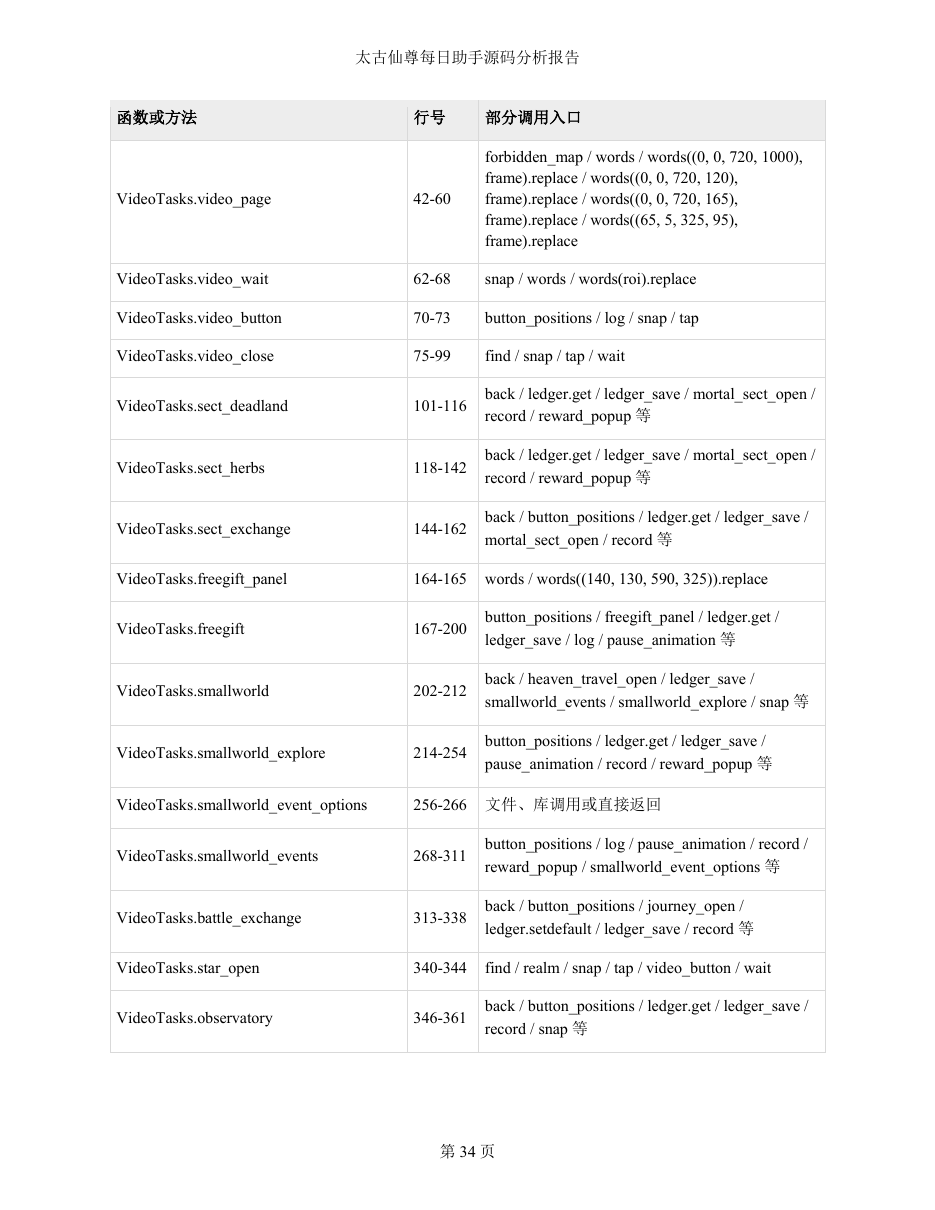 太古仙尊每日助手源码分析报告
函数或方法 行号 部分调用入口
forbidden_map / words / words((0, 0, 720, 1000),
frame).replace / words((0, 0, 720, 120),
VideoTasks.video_page 42-60 frame).replace / words((0, 0, 720, 165),
frame).replace / words((65, 5, 325, 95),
frame).replace
VideoTasks.video_wait 62-68 snap / words / words(roi).replace
VideoTasks.video_button 70-73 button_positions / log / snap / tap
VideoTasks.video_close 75-99 find / snap / tap / wait
VideoTasks.sect_deadland 101-116 back / ledger.get / ledger_save / mortal_sect_open /
record / reward_popup 等
VideoTasks.sect_herbs 118-142 back / ledger.get / ledger_save / mortal_sect_open /
record / reward_popup 等
VideoTasks.sect_exchange 144-162 back / button_positions / ledger.get / ledger_save /
mortal_sect_open / record 等
VideoTasks.freegift_panel 164-165 words / words((140, 130, 590, 325)).replace
VideoTasks.freegift 167-200 button_positions / freegift_panel / ledger.get /
ledger_save / log / pause_animation 等
VideoTasks.smallworld 202-212 back / heaven_travel_open / ledger_save /
smallworld_events / smallworld_explore / snap 等
VideoTasks.smallworld_explore 214-254 button_positions / ledger.get / ledger_save /
pause_animation / record / reward_popup 等
VideoTasks.smallworld_event_options 256-266 文件、库调用或直接返回
VideoTasks.smallworld_events 268-311 button_positions / log / pause_animation / record /
reward_popup / smallworld_event_options 等
VideoTasks.battle_exchange 313-338 back / button_positions / journey_open /
ledger.setdefault / ledger_save / record 等
VideoTasks.star_open 340-344 find / realm / snap / tap / video_button / wait
VideoTasks.observatory 346-361 back / button_positions / ledger.get / ledger_save /
record / snap 等
第 34 页